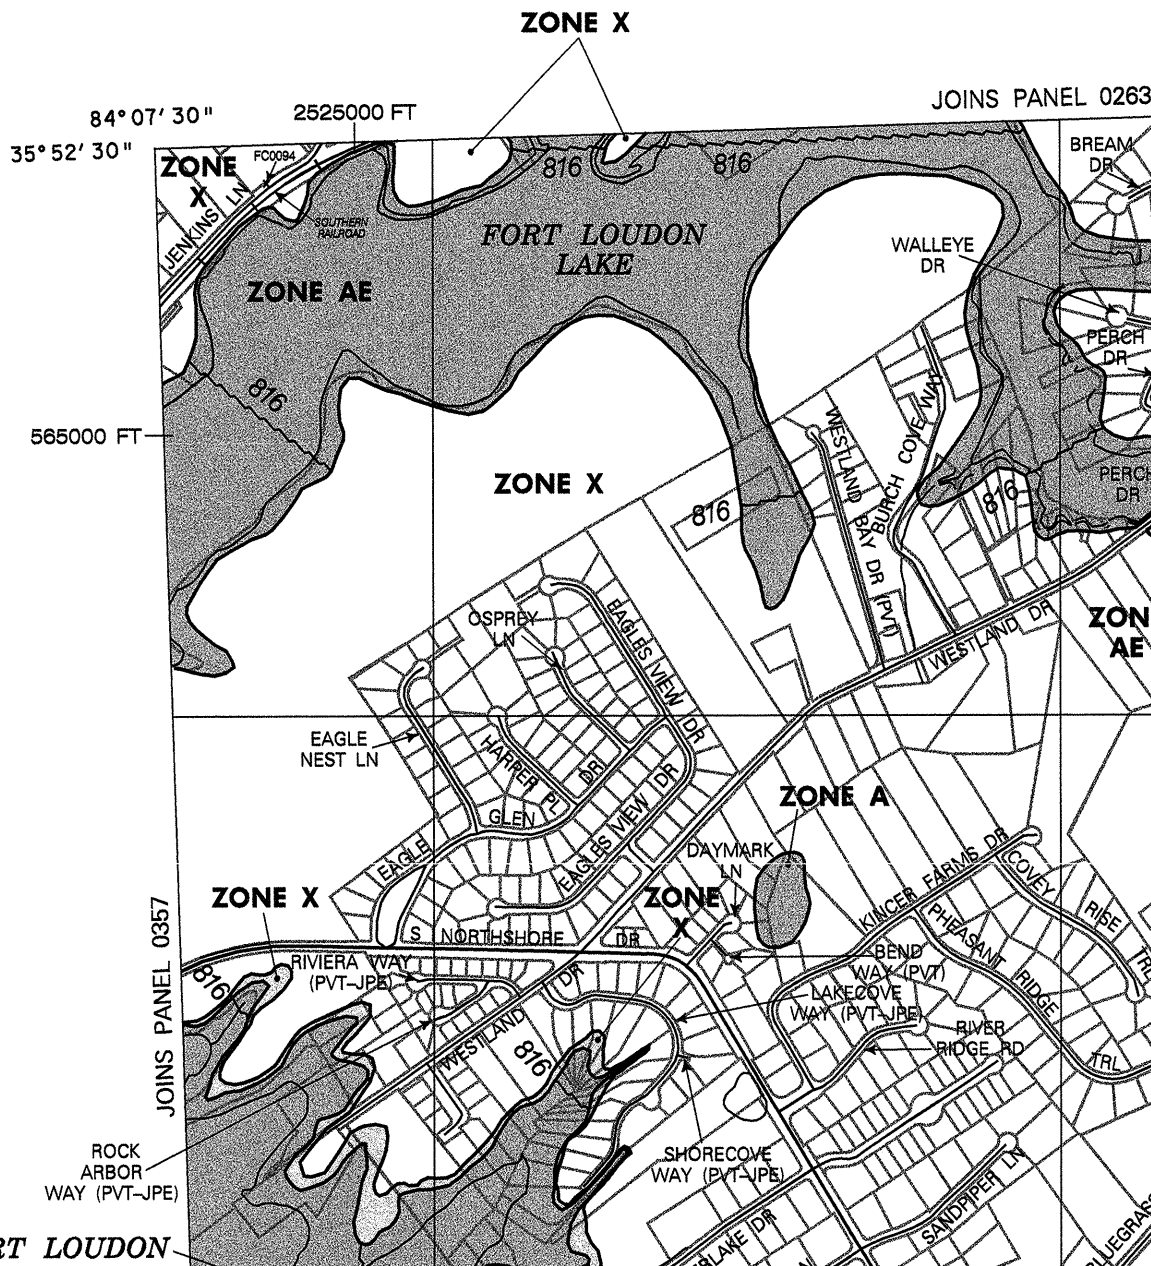 ZONE X
JOINS PANEL 0263
84°07'30"
2525000 FT
35°52'30"
ZONE
X
FC0094
JENKINS LN
SOUTHERN
RAILROAD
816
816
BREAM
DR
FORT LOUDON
LAKE
WALLEYE
DR
ZONE AE
PERCH
DR
816
565000 FT
ZONE X
WESTLAND BAY DR (PVT)
BURCH COVE WAY
PERCH
DR
816
816
OSPREY
LN
EAGLES VIEW DR
WESTLAND DR
ZON
AE
EAGLE
NEST LN
HARPER PL
EAGLE GLEN DR
EAGLES VIEW DR
ZONE A
DAYMARK
LN
ZONE X
ZONE
X
KINCER FARMS DR
COVEY RISE TRL
S NORTHSHORE DR
PHEASANT RIDGE TRL
BEND
WAY (PVT)
816
RIVIERA WAY
(PVT-JPE)
LAKECOVE
WAY (PVT-JPE)
RIVER
RIDGE RD
WESTLAND DR
816
JOINS PANEL 0357
ROCK
ARBOR
WAY (PVT-JPE)
SHORECOVE
WAY (PVT-JPE)
SANDPIPER LN
RLAKE DR
LUEGRAS
RT LOUDON